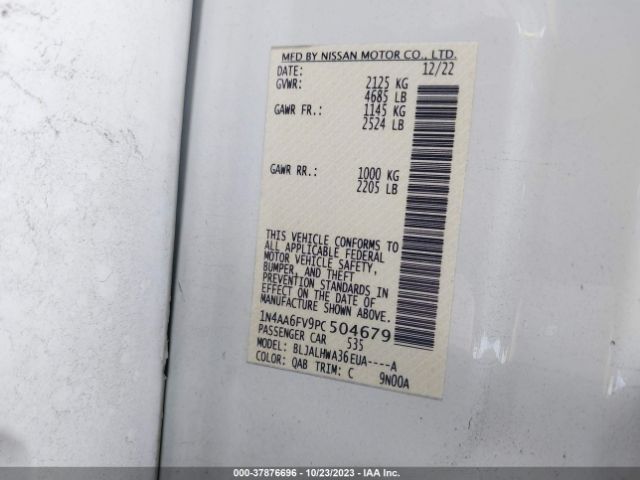 MFD BY NISSAN MOTOR CO., LTD.
DATE: 12/22
GVWR: 2125 KG
4685 LB
GAWR FR.: 1145 KG
2524 LB
GAWR RR.: 1000 KG
2205 LB
THIS VEHICLE CONFORMS TO
ALL APPLICABLE FEDERAL
MOTOR VEHICLE SAFETY,
BUMPER, AND THEFT
PREVENTION STANDARDS IN
EFFECT ON THE DATE OF
MANUFACTURE SHOWN ABOVE.
1N4AA6FV9PC504679
PASSENGER CAR 535
MODEL: BLJALHWA36EUA----A
COLOR: QAB TRIM: C 9N00A
000-37876696 - 10/23/2023 - IAA Inc.